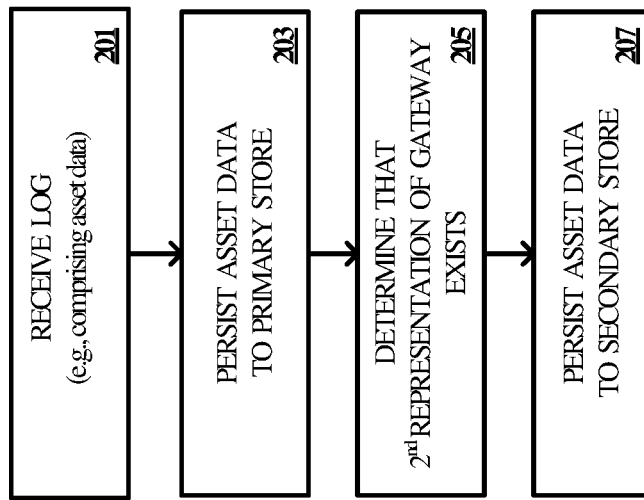 RECEIVE LOG
(e.g., comprising asset data)
201
PERSIST ASSET DATA
TO PRIMARY STORE
203
DETERMINE THAT
2nd REPRESENTATION OF GATEWAY
EXISTS
205
PERSIST ASSET DATA
TO SECONDARY STORE
207